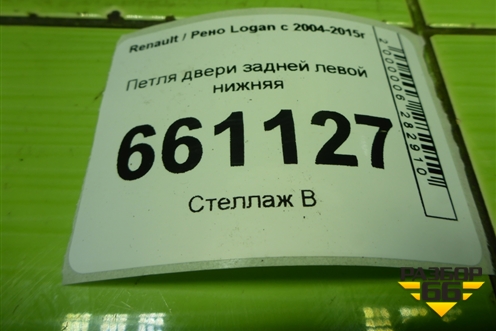 Renault / Рено Logan с 2004-2015г
Петля двери задней левой
нижняя
661127
Стеллаж В
2000006282910
РАЗБОР
66